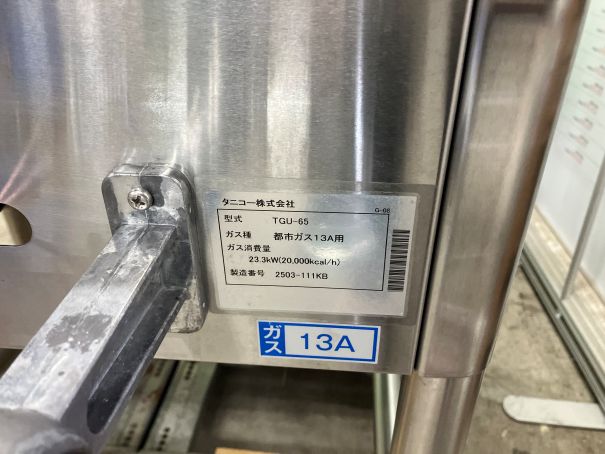 タニコー株式会社
G-06
型式 TGU-65
ガス種 都市ガス13A用
ガス消費量
23.3kW(20,000kcal/h)
製造番号 2503-111KB
ガス 13A